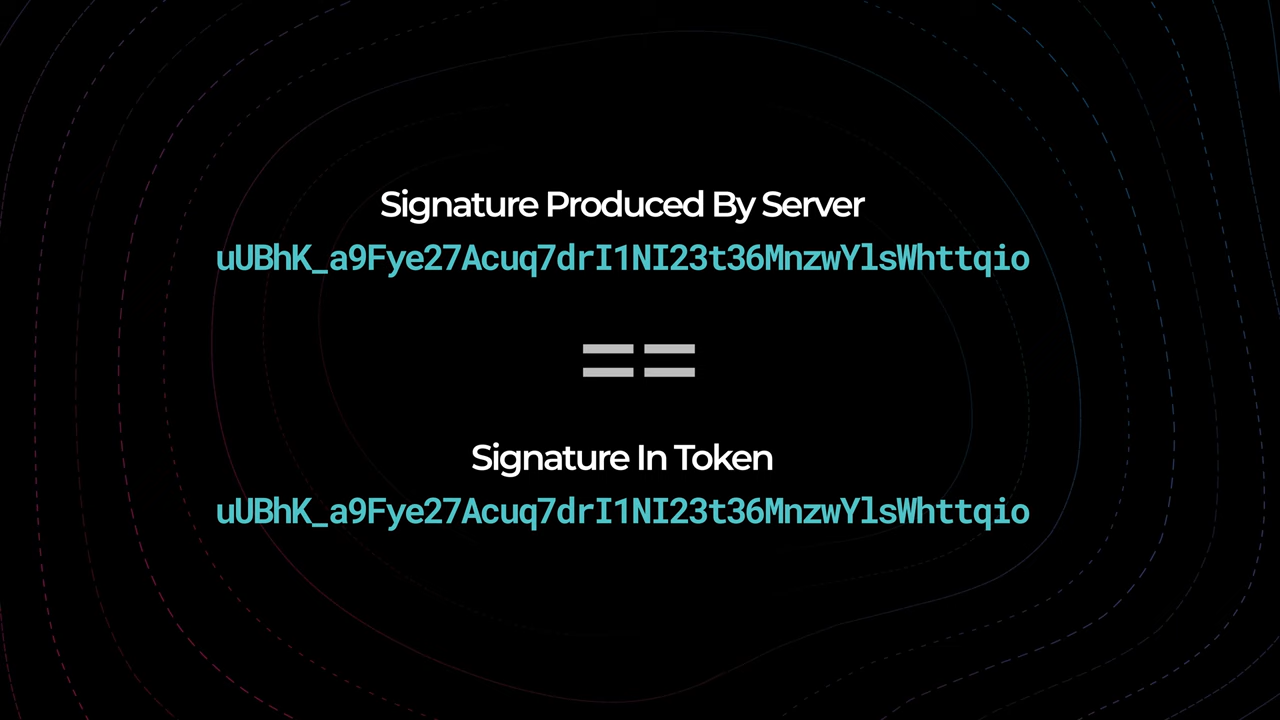 Signature Produced By Server
uUBhK_a9Fye27Acuq7drI1NI23t36MnzwYlsWhttqio
==
Signature In Token
uUBhK_a9Fye27Acuq7drI1NI23t36MnzwYlsWhttqio